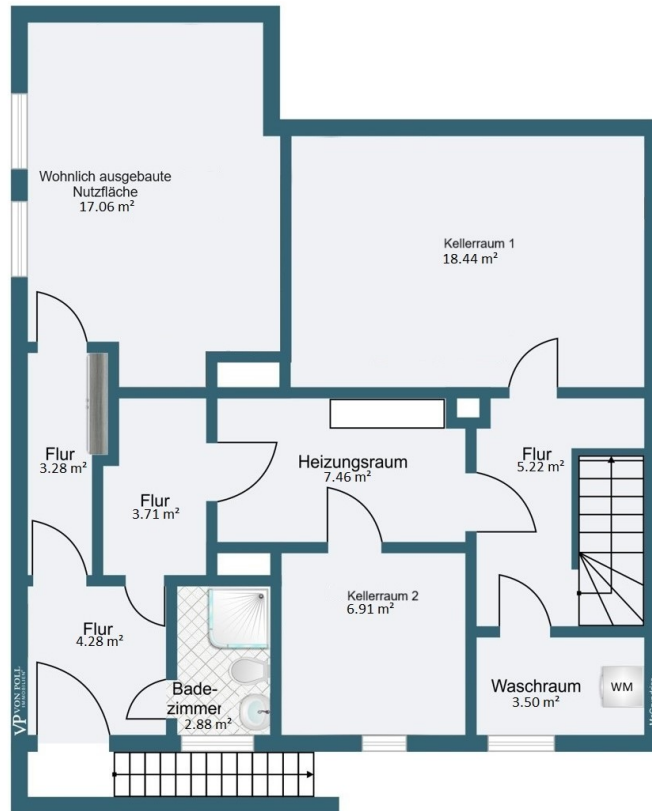 Wohnlich ausgebaute
Nutzfläche
17.06 m²
Kellerraum 1
18.44 m²
Flur
3.28 m²
Flur
3.71 m²
Heizungsraum
7.46 m²
Flur
5.22 m²
Kellerraum 2
6.91 m²
Flur
4.28 m²
Bade-
zimmer
2.88 m²
Waschraum
3.50 m²
WM
VP VON POLL
IMMOBILIEN